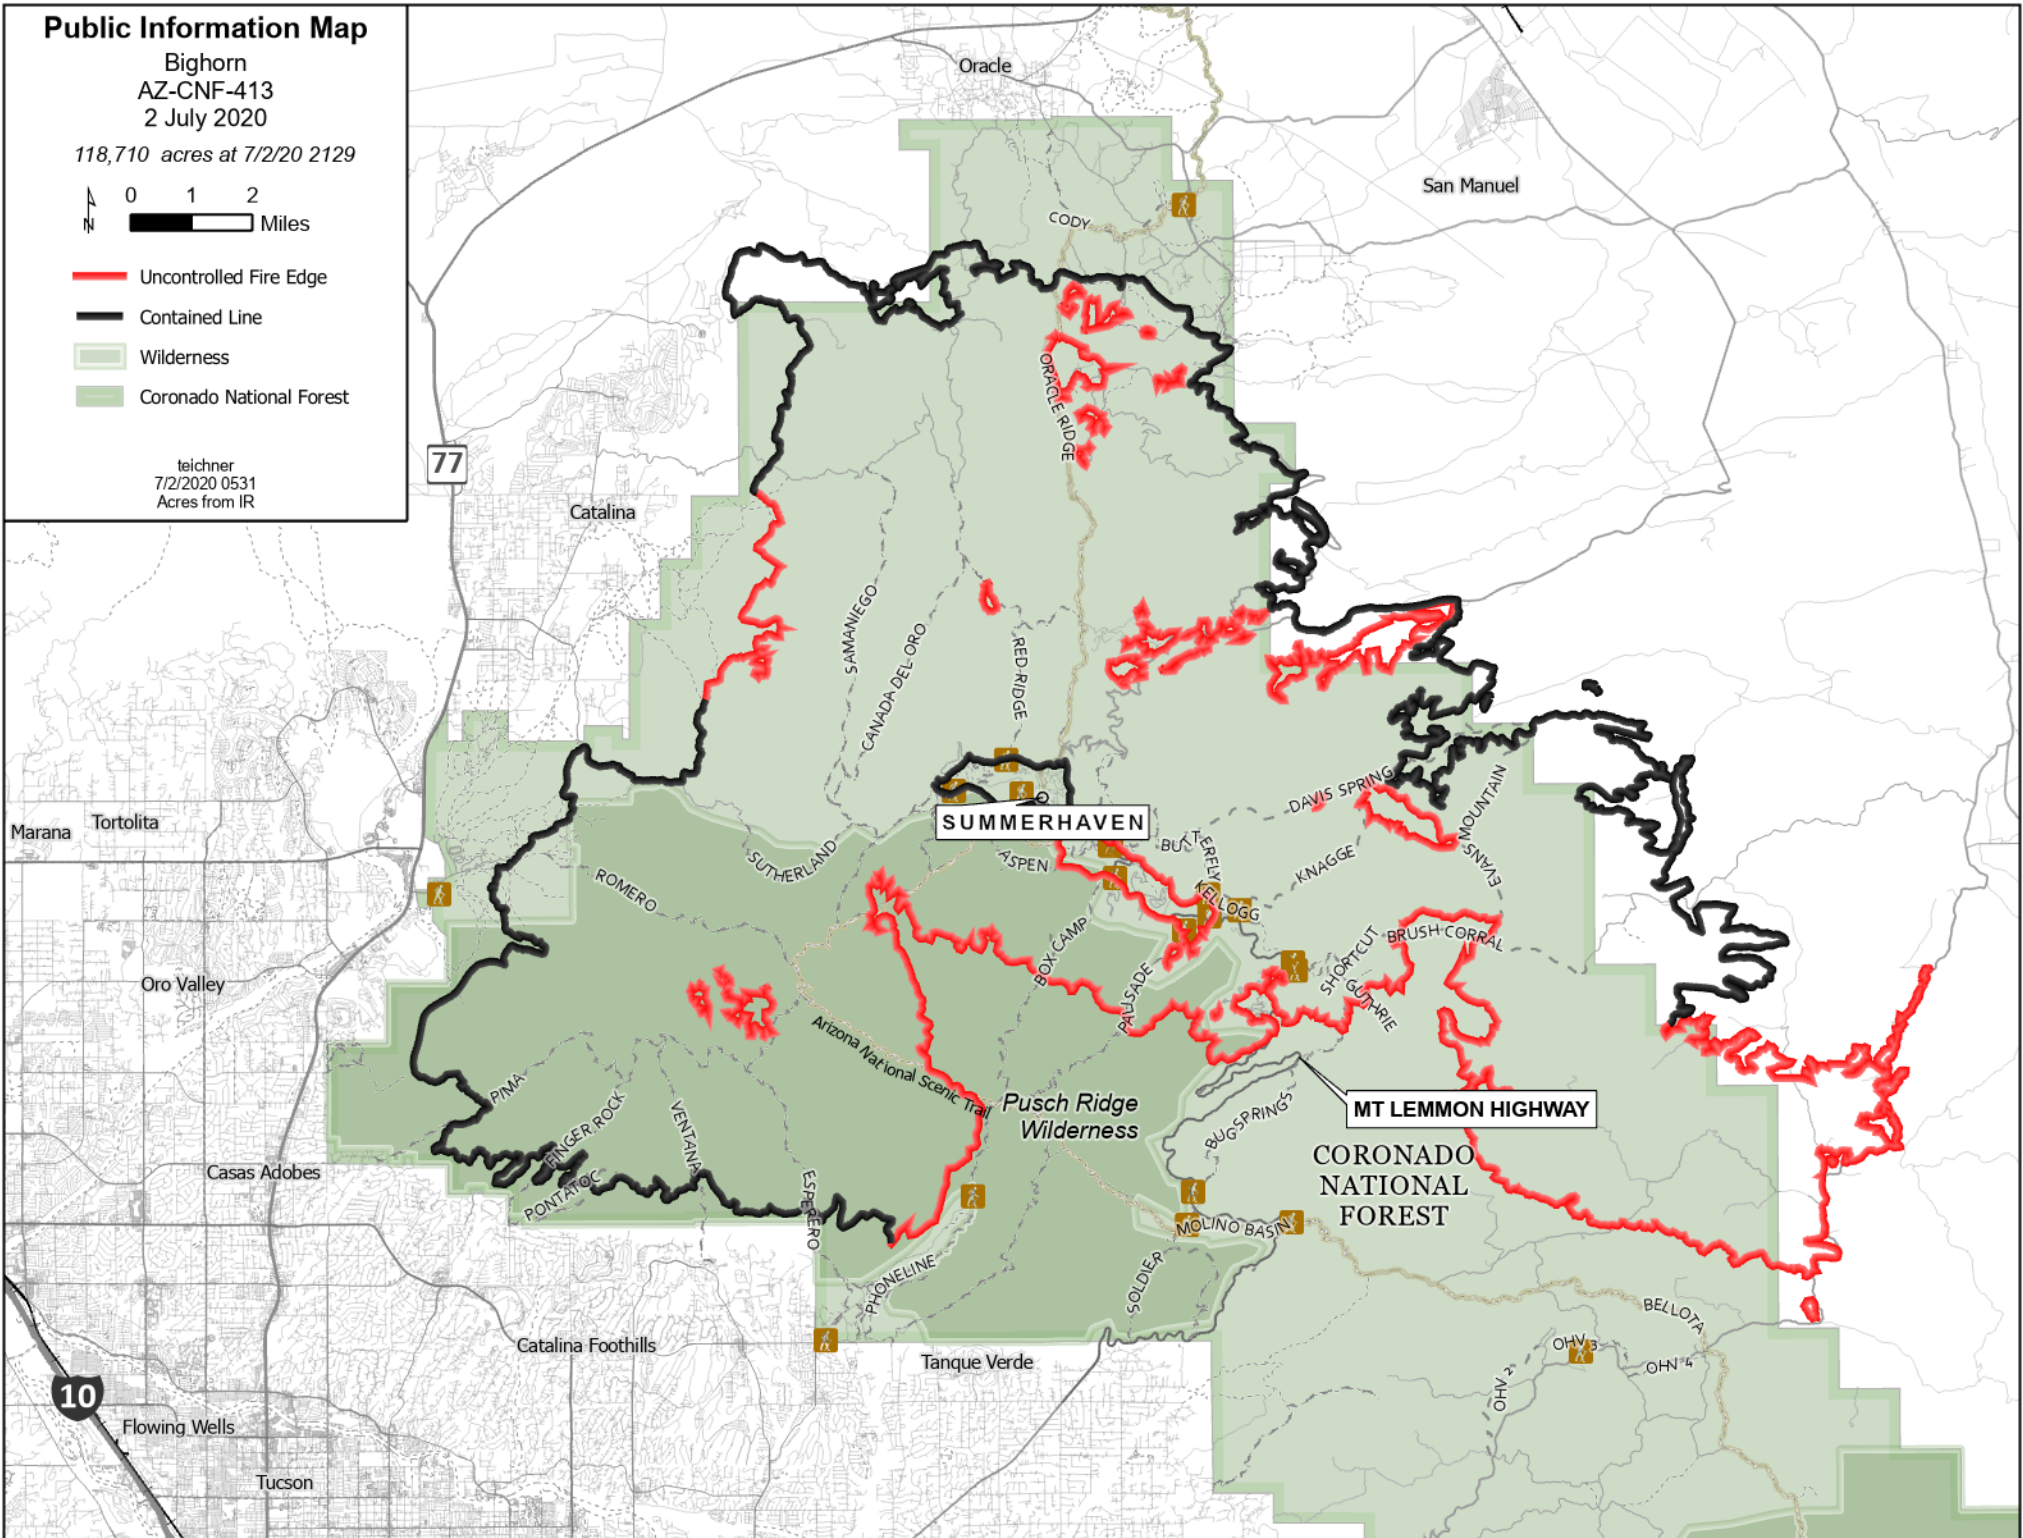 Public Information Map
Bighorn
AZ-CNF-413
2 July 2020
118,710 acres at 7/2/20 2129
0 1 2
Miles
N
Uncontrolled Fire Edge
Contained Line
Wilderness
Coronado National Forest
teichner
7/2/2020 0531
Acres from IR
Oracle
San Manuel
CODY
ORACLE RIDGE
77
Catalina
SAMANIEGO
CANADA DEL ORO
RED RIDGE
Marana
Tortolita
SUMMERHAVEN
DAVIS SPRING
EVANS MOUNTAIN
SUTHERLAND
ASPEN
BUTTERFLY
KNAGGE
KELLOGG
ROMERO
BOX CAMP
PALISADE
SHORTCUT
BRUSH CORRAL
GUTHRIE
Oro Valley
Arizona National Scenic Trail
PIMA
FINGER ROCK
VENTANA
Pusch Ridge
Wilderness
BUG SPRINGS
MT LEMMON HIGHWAY
Casas Adobes
PONTATOC
ESPERERO
CORONADO
NATIONAL
FOREST
MOLINO BASIN
PHONELINE
SOLDIER
BELLOTA
Catalina Foothills
Tanque Verde
OHV 3
OHV 4
OHV 2
10
Flowing Wells
Tucson